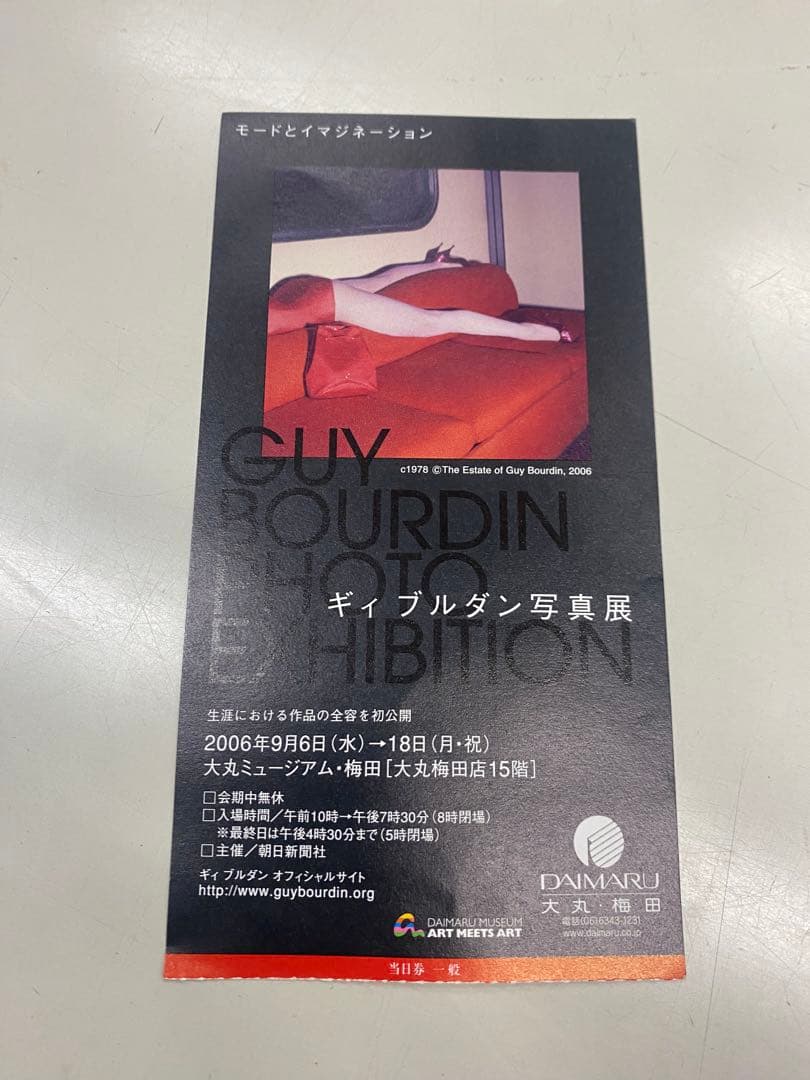 モードとイマジネーション
c1978 ©The Estate of Guy Bourdin, 2006
GUY
BOURDIN
PHOTO
ギィ ブルダン写真展
EXHIBITION
生涯における作品の全容を初公開
2006年9月6日(水)→18日(月・祝)
大丸ミュージアム・梅田[大丸梅田店15階]
□会期中無休
□入場時間/午前10時→午後7時30分(8時閉場)
※最終日は午後4時30分まで(5時閉場)
□主催/朝日新聞社
ギィ ブルダン オフィシャルサイト
http://www.guybourdin.org
DAIMARU MUSEUM
ART MEETS ART
DAIMARU
大丸・梅田
電話(06)6343-1231
www.daimaru.co.jp
当日券 一般